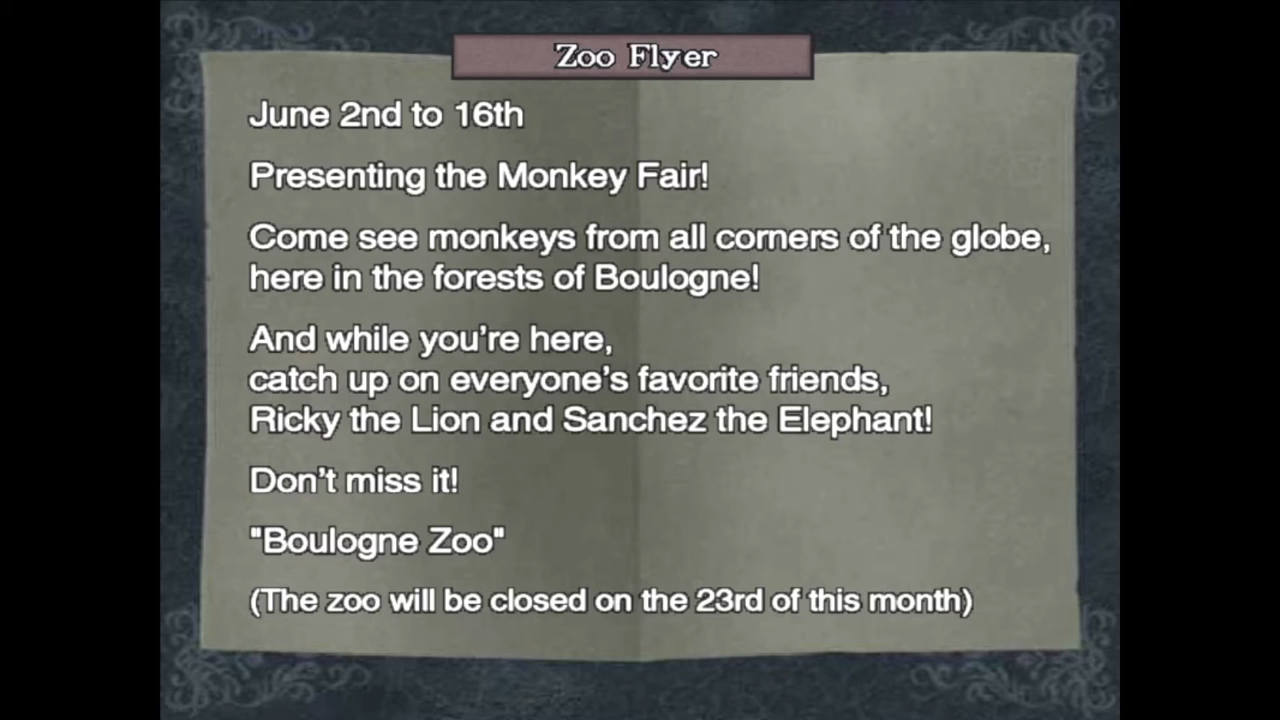 Zoo Flyer
June 2nd to 16th
Presenting the Monkey Fair!
Come see monkeys from all corners of the globe,
here in the forests of Boulogne!
And while you're here,
catch up on everyone's favorite friends,
Ricky the Lion and Sanchez the Elephant!
Don't miss it!
"Boulogne Zoo"
(The zoo will be closed on the 23rd of this month)